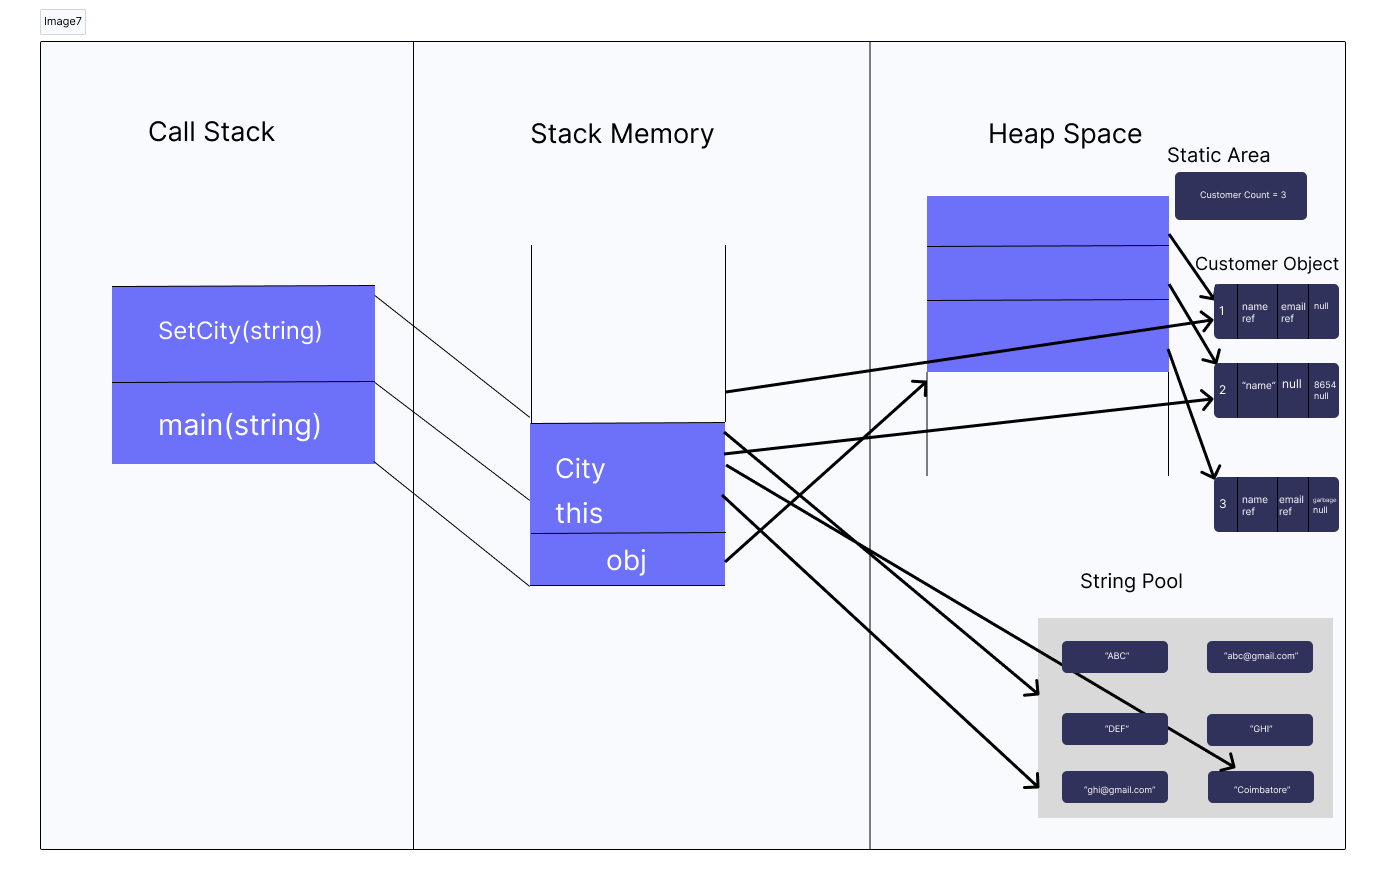 Image7
Call Stack
Stack Memory
Heap Space
Static Area
Customer Count = 3
Customer Object
SetCity(string)
main(string)
City
this
obj
1
name
ref
email
ref
null
2
“name”
null
8654
null
3
name
ref
email
ref
garbage
null
String Pool
“ABC”
“abc@gmail.com”
“DEF”
“GHI”
“ghi@gmail.com”
“Coimbatore”